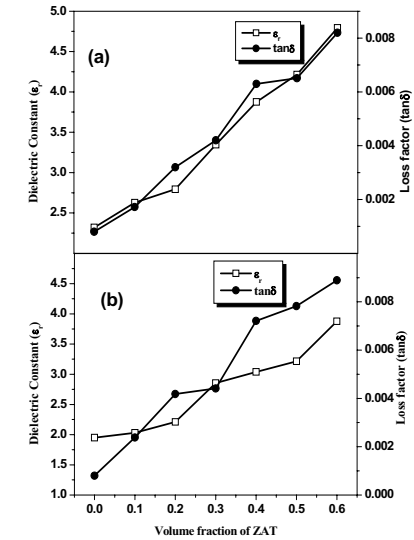 (a)
εr
tanδ
5.0
4.5
4.0
3.5
3.0
2.5
Dielectric Constant (εr)
0.008
0.006
0.004
0.002
Loss factor (tanδ)
(b)
εr
tanδ
4.5
4.0
3.5
3.0
2.5
2.0
1.5
1.0
Dielectric Constant (εr)
0.008
0.006
0.004
0.002
0.000
Loss factor (tanδ)
0.0 0.1 0.2 0.3 0.4 0.5 0.6
Volume fraction of ZAT